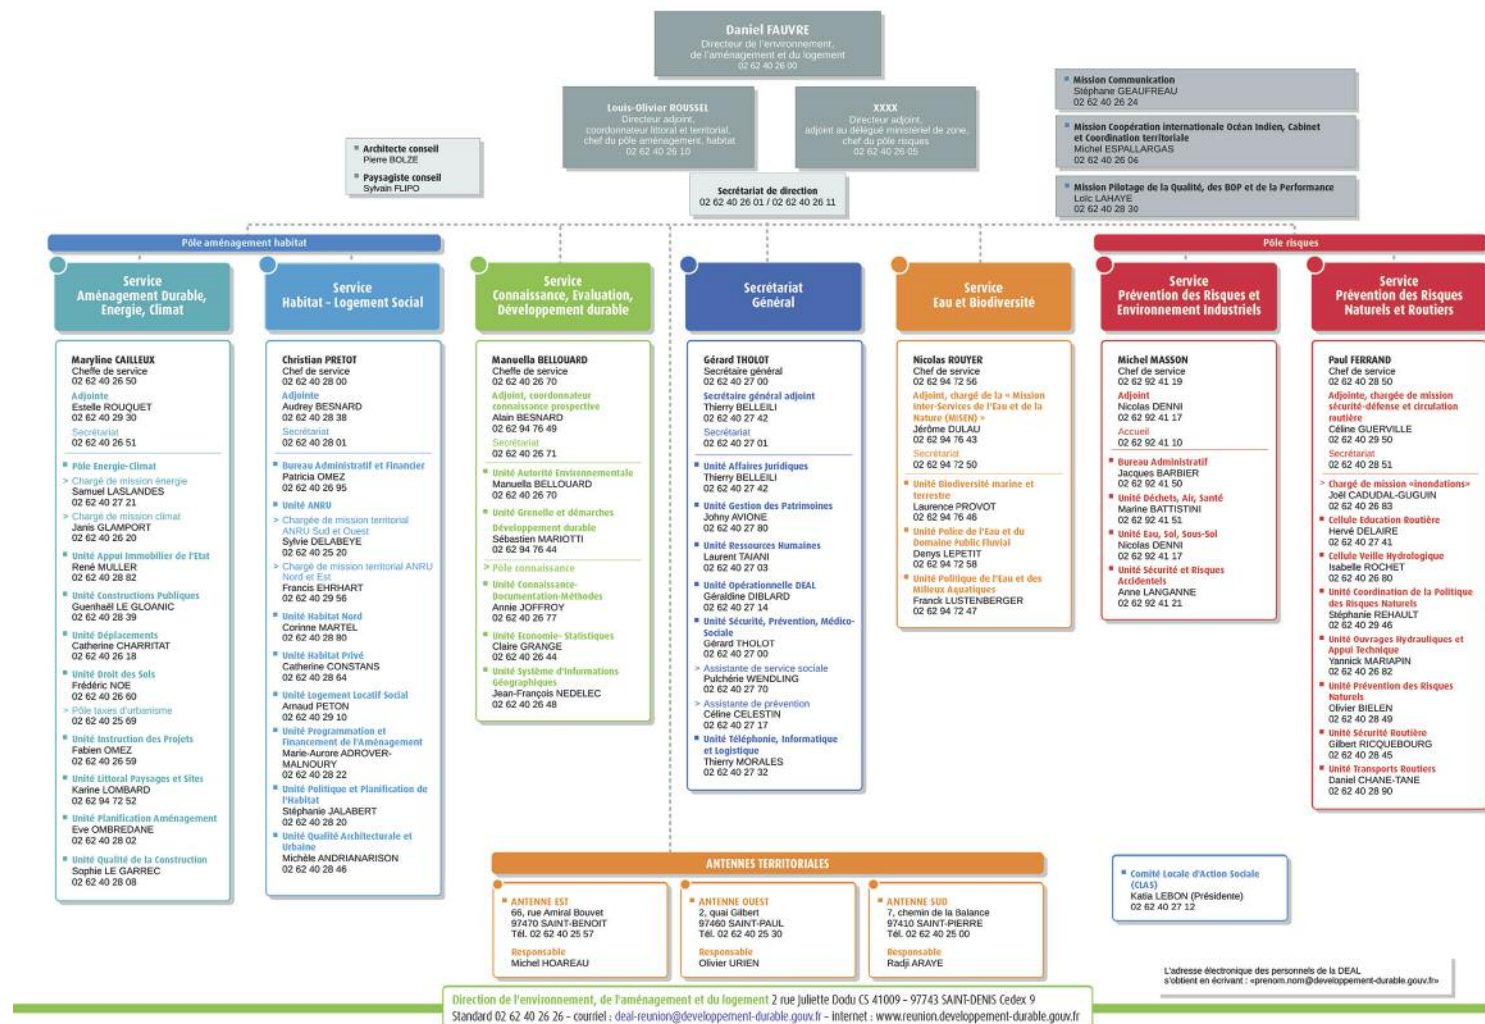 Daniel FAUVRE
Directeur de l'environnement,
de l'aménagement et du logement
02 62 40 26 00
Louis-Olivier ROUSSEL
Directeur adjoint,
coordonnateur littoral et territorial,
chef du pôle aménagement, habitat
02 62 40 26 10
XXXX
Directeur adjoint,
adjoint au délégué ministériel de zone,
chef du pôle risques
02 62 40 26 05
Mission Communication
Stéphane GEAUFREAU
02 62 40 26 24
Mission Coopération internationale Océan Indien, Cabinet
et Coordination territoriale
Michel ESPALLARGAS
02 62 40 26 06
Mission Pilotage de la Qualité, des BOP et de la Performance
Loïc LAHAYE
02 62 40 28 30
Architecte conseil
Pierre BOLZE
Paysagiste conseil
Sylvain FLIPO
Secrétariat de direction
02 62 40 26 01 / 02 62 40 26 11
Pôle aménagement habitat
Pôle risques
Service
Aménagement Durable,
Energie, Climat
Maryline CAILLEUX
Cheffe de service
02 62 40 26 50
Adjointe
Estelle ROUQUET
02 62 40 29 30
Secrétariat
02 62 40 26 51
Pôle Energie-Climat
> Chargé de mission énergie
Samuel LASLANDES
02 62 40 27 21
> Chargé de mission climat
Janis GLAMPORT
02 62 40 26 20
Unité Appui Immobilier de l'Etat
René MULLER
02 62 40 28 82
Unité Constructions Publiques
Guenhaël LE GLOANIC
02 62 40 28 39
Unité Déplacements
Catherine CHARRITAT
02 62 40 26 18
Unité Droit des Sols
Frédéric NOE
02 62 40 26 60
> Pôle taxes d'urbanisme
02 62 40 25 69
Unité Instruction des Projets
Fabien OMEZ
02 62 40 26 59
Unité Littoral Paysages et Sites
Karine LOMBARD
02 62 94 72 52
Unité Planification Aménagement
Eve OMBREDANE
02 62 40 28 02
Unité Qualité de la Construction
Sophie LE GARREC
02 62 40 28 08
Service
Habitat - Logement Social
Christian PRETOT
Chef de service
02 62 40 28 00
Adjointe
Audrey BESNARD
02 62 40 28 38
Secrétariat
02 62 40 28 01
Bureau Administratif et Financier
Patricia OMEZ
02 62 40 26 95
Unité ANRU
> Chargée de mission territorial
ANRU Sud et Ouest
Sylvie DELABEYE
02 62 40 25 20
> Chargé de mission territorial ANRU
Nord et Est
Francis EHRHART
02 62 40 29 56
Unité Habitat Nord
Corinne MARTEL
02 62 40 28 80
Unité Habitat Privé
Catherine CONSTANS
02 62 40 28 64
Unité Logement Locatif Social
Arnaud PETON
02 62 40 29 10
Unité Programmation et
Financement de l'Aménagement
Marie-Aurore ADROVER-
MALNOURY
02 62 40 28 22
Unité Politique et Planification de
l'Habitat
Stéphanie JALABERT
02 62 40 28 20
Unité Qualité Architecturale et
Urbaine
Michèle ANDRIANARISON
02 62 40 28 46
Service
Connaissance, Evaluation,
Développement durable
Manuella BELLOUARD
Cheffe de service
02 62 40 26 70
Adjoint, coordonnateur
connaissance prospective
Alain BESNARD
02 62 94 76 49
Secrétariat
02 62 40 26 71
Unité Autorité Environnementale
Manuella BELLOUARD
02 62 40 26 70
Unité Grenelle et démarches
Développement durable
Sébastien MARIOTTI
02 62 94 76 44
> Pôle connaissance
Unité Connaissance-
Documentation-Méthodes
Annie JOFFROY
02 62 40 26 77
Unité Economie- Statistiques
Claire GRANGE
02 62 40 26 44
Unité Système d'Informations
Géographiques
Jean-François NEDELEC
02 62 40 26 48
Secrétariat
Général
Gérard THOLOT
Secrétaire général
02 62 40 27 00
Secrétaire général adjoint
Thierry BELLEILI
02 62 40 27 42
Secrétariat
02 62 40 27 01
Unité Affaires Juridiques
Thierry BELLEILI
02 62 40 27 42
Unité Gestion des Patrimoines
Johny AVIONE
02 62 40 27 80
Unité Ressources Humaines
Laurent TAIANI
02 62 40 27 03
Unité Opérationnelle DEAL
Géraldine DIBLARD
02 62 40 27 14
Unité Sécurité, Prévention, Médico-
Sociale
Gérard THOLOT
02 62 40 27 00
> Assistante de service sociale
Pulchérie WENDLING
02 62 40 27 70
> Assistante de prévention
Céline CELESTIN
02 62 40 27 17
Unité Téléphonie, Informatique
et Logistique
Thierry MORALES
02 62 40 27 32
Service
Eau et Biodiversité
Nicolas ROUYER
Chef de service
02 62 94 72 56
Adjoint, chargé de la « Mission
Inter-Services de l'Eau et de la
Nature (MISEN) »
Jérôme DULAU
02 62 94 76 43
Secrétariat
02 62 94 72 50
Unité Biodiversité marine et
terrestre
Laurence PROVOT
02 62 94 76 46
Unité Police de l'Eau et du
Domaine Public Fluvial
Denys LEPETIT
02 62 94 72 58
Unité Politique de l'Eau et des
Milieux Aquatiques
Franck LUSTENBERGER
02 62 94 72 47
Service
Prévention des Risques et
Environnement Industriels
Michel MASSON
Chef de service
02 62 92 41 19
Adjoint
Nicolas DENNI
02 62 92 41 17
Accueil
02 62 92 41 10
Bureau Administratif
Jacques BARBIER
02 62 92 41 50
Unité Déchets, Air, Santé
Marine BATTISTINI
02 62 92 41 51
Unité Eau, Sol, Sous-Sol
Nicolas DENNI
02 62 92 41 17
Unité Sécurité et Risques
Accidentels
Anne LANGANNE
02 62 92 41 21
Service
Prévention des Risques
Naturels et Routiers
Paul FERRAND
Chef de service
02 62 40 28 50
Adjointe, chargée de mission
sécurité-défense et circulation
routière
Céline GUERVILLE
02 62 40 29 50
Secrétariat
02 62 40 28 51
> Chargé de mission «inondations»
Joël CADUDAL-GUGUIN
02 62 40 26 83
Cellule Education Routière
Hervé DELAIRE
02 62 40 27 41
Cellule Veille Hydrologique
Isabelle ROCHET
02 62 40 26 80
Unité Coordination de la Politique
des Risques Naturels
Stéphanie REHAULT
02 62 40 29 46
Unité Ouvrages Hydrauliques et
Appui Technique
Yannick MARIAPIN
02 62 40 26 82
Unité Prévention des Risques
Naturels
Olivier BIELEN
02 62 40 28 49
Unité Sécurité Routière
Gilbert RICQUEBOURG
02 62 40 28 45
Unité Transports Routiers
Daniel CHANE-TANE
02 62 40 28 90
ANTENNES TERRITORIALES
ANTENNE EST
66, rue Amiral Bouvet
97470 SAINT-BENOIT
Tél. 02 62 40 25 57
Responsable
Michel HOAREAU
ANTENNE OUEST
2, quai Gilbert
97460 SAINT-PAUL
Tél. 02 62 40 25 30
Responsable
Olivier URIEN
ANTENNE SUD
7, chemin de la Balance
97410 SAINT-PIERRE
Tél. 02 62 40 25 00
Responsable
Radji ARAYE
Comité Locale d'Action Sociale
(CLAS)
Katia LEBON (Présidente)
02 62 40 27 12
L'adresse électronique des personnels de la DEAL
s'obtient en écrivant : «prenom.nom@developpement-durable.gouv.fr»
Direction de l'environnement, de l'aménagement et du logement 2 rue Juliette Dodu CS 41009 - 97743 SAINT-DENIS Cedex 9
Standard 02 62 40 26 26 - courriel : deal-reunion@developpement-durable.gouv.fr - internet : www.reunion.developpement-durable.gouv.fr